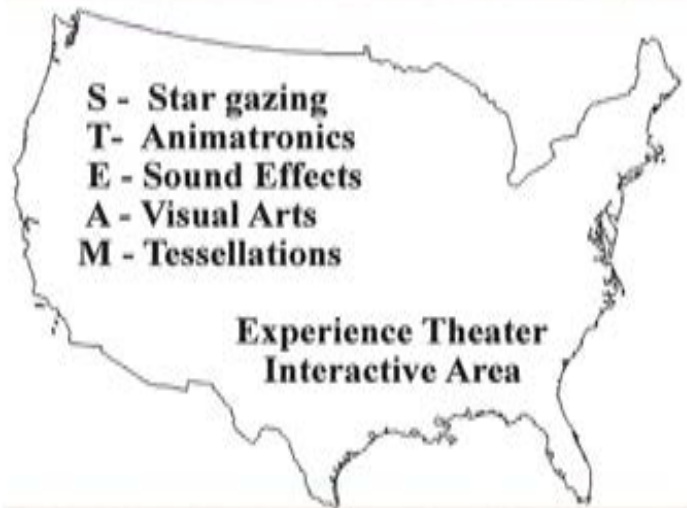 S - Star gazing
T- Animatronics
E - Sound Effects
A - Visual Arts
M - Tessellations
Experience Theater
Interactive Area